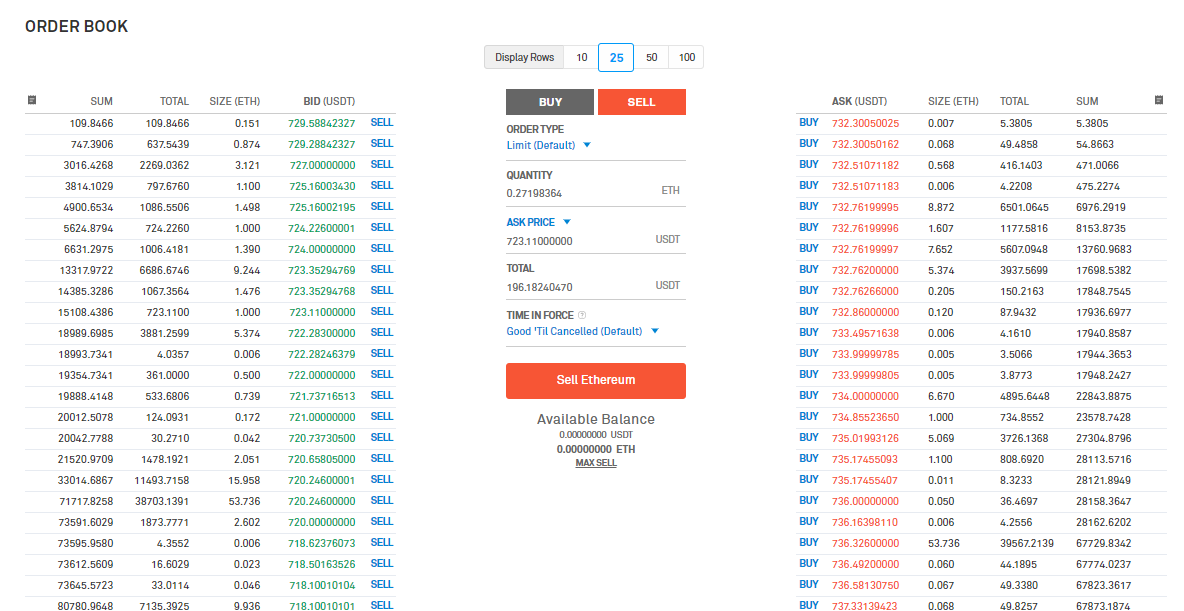 ORDER BOOK
Display Rows 10 25 50 100
SUM TOTAL SIZE (ETH) BID (USDT)
109.8466 109.8466 0.151 729.58842327 SELL
747.3906 637.5439 0.874 729.28842327 SELL
3016.4268 2269.0362 3.121 727.00000000 SELL
3814.1029 797.6760 1.100 725.16003430 SELL
4900.6534 1086.5506 1.498 725.16002195 SELL
5624.8794 724.2260 1.000 724.22600001 SELL
6631.2975 1006.4181 1.390 724.00000000 SELL
13317.9722 6686.6746 9.244 723.35294769 SELL
14385.3286 1067.3564 1.476 723.35294768 SELL
15108.4386 723.1100 1.000 723.11000000 SELL
18989.6985 3881.2599 5.374 722.28300000 SELL
18993.7341 4.0357 0.006 722.28246379 SELL
19354.7341 361.0000 0.500 722.00000000 SELL
19888.4148 533.6806 0.739 721.73716513 SELL
20012.5078 124.0931 0.172 721.00000000 SELL
20042.7788 30.2710 0.042 720.73730500 SELL
21520.9709 1478.1921 2.051 720.65805000 SELL
33014.6867 11493.7158 15.958 720.24600001 SELL
71717.8258 38703.1391 53.736 720.24600000 SELL
73591.6029 1873.7771 2.602 720.00000000 SELL
73595.9580 4.3552 0.006 718.62376073 SELL
73612.5609 16.6029 0.023 718.50163526 SELL
73645.5723 33.0114 0.046 718.10010104 SELL
80780.9648 7135.3925 9.936 718.10010101 SELL
BUY SELL
ORDER TYPE
Limit (Default)
QUANTITY
0.27198364 ETH
ASK PRICE
723.11000000 USDT
TOTAL
196.18240470 USDT
TIME IN FORCE ?
Good 'Til Cancelled (Default)
Sell Ethereum
Available Balance
0.00000000 USDT
0.00000000 ETH
MAX SELL
ASK (USDT) SIZE (ETH) TOTAL SUM
BUY 732.30050025 0.007 5.3805 5.3805
BUY 732.30050162 0.068 49.4858 54.8663
BUY 732.51071182 0.568 416.1403 471.0066
BUY 732.51071183 0.006 4.2208 475.2274
BUY 732.76199995 8.872 6501.0645 6976.2919
BUY 732.76199996 1.607 1177.5816 8153.8735
BUY 732.76199997 7.652 5607.0948 13760.9683
BUY 732.76200000 5.374 3937.5699 17698.5382
BUY 732.76266000 0.205 150.2163 17848.7545
BUY 732.86000000 0.120 87.9432 17936.6977
BUY 733.49571638 0.006 4.1610 17940.8587
BUY 733.99999785 0.005 3.5066 17944.3653
BUY 733.99999805 0.005 3.8773 17948.2427
BUY 734.00000000 6.670 4895.6448 22843.8875
BUY 734.85523650 1.000 734.8552 23578.7428
BUY 735.01993126 5.069 3726.1368 27304.8796
BUY 735.17455093 1.100 808.6920 28113.5716
BUY 735.17455407 0.011 8.3233 28121.8949
BUY 736.00000000 0.050 36.4697 28158.3647
BUY 736.16398110 0.006 4.2556 28162.6202
BUY 736.32600000 53.736 39567.2139 67729.8342
BUY 736.49200000 0.060 44.1895 67774.0237
BUY 736.58130750 0.067 49.3380 67823.3617
BUY 737.33139423 0.068 49.8257 67873.1874